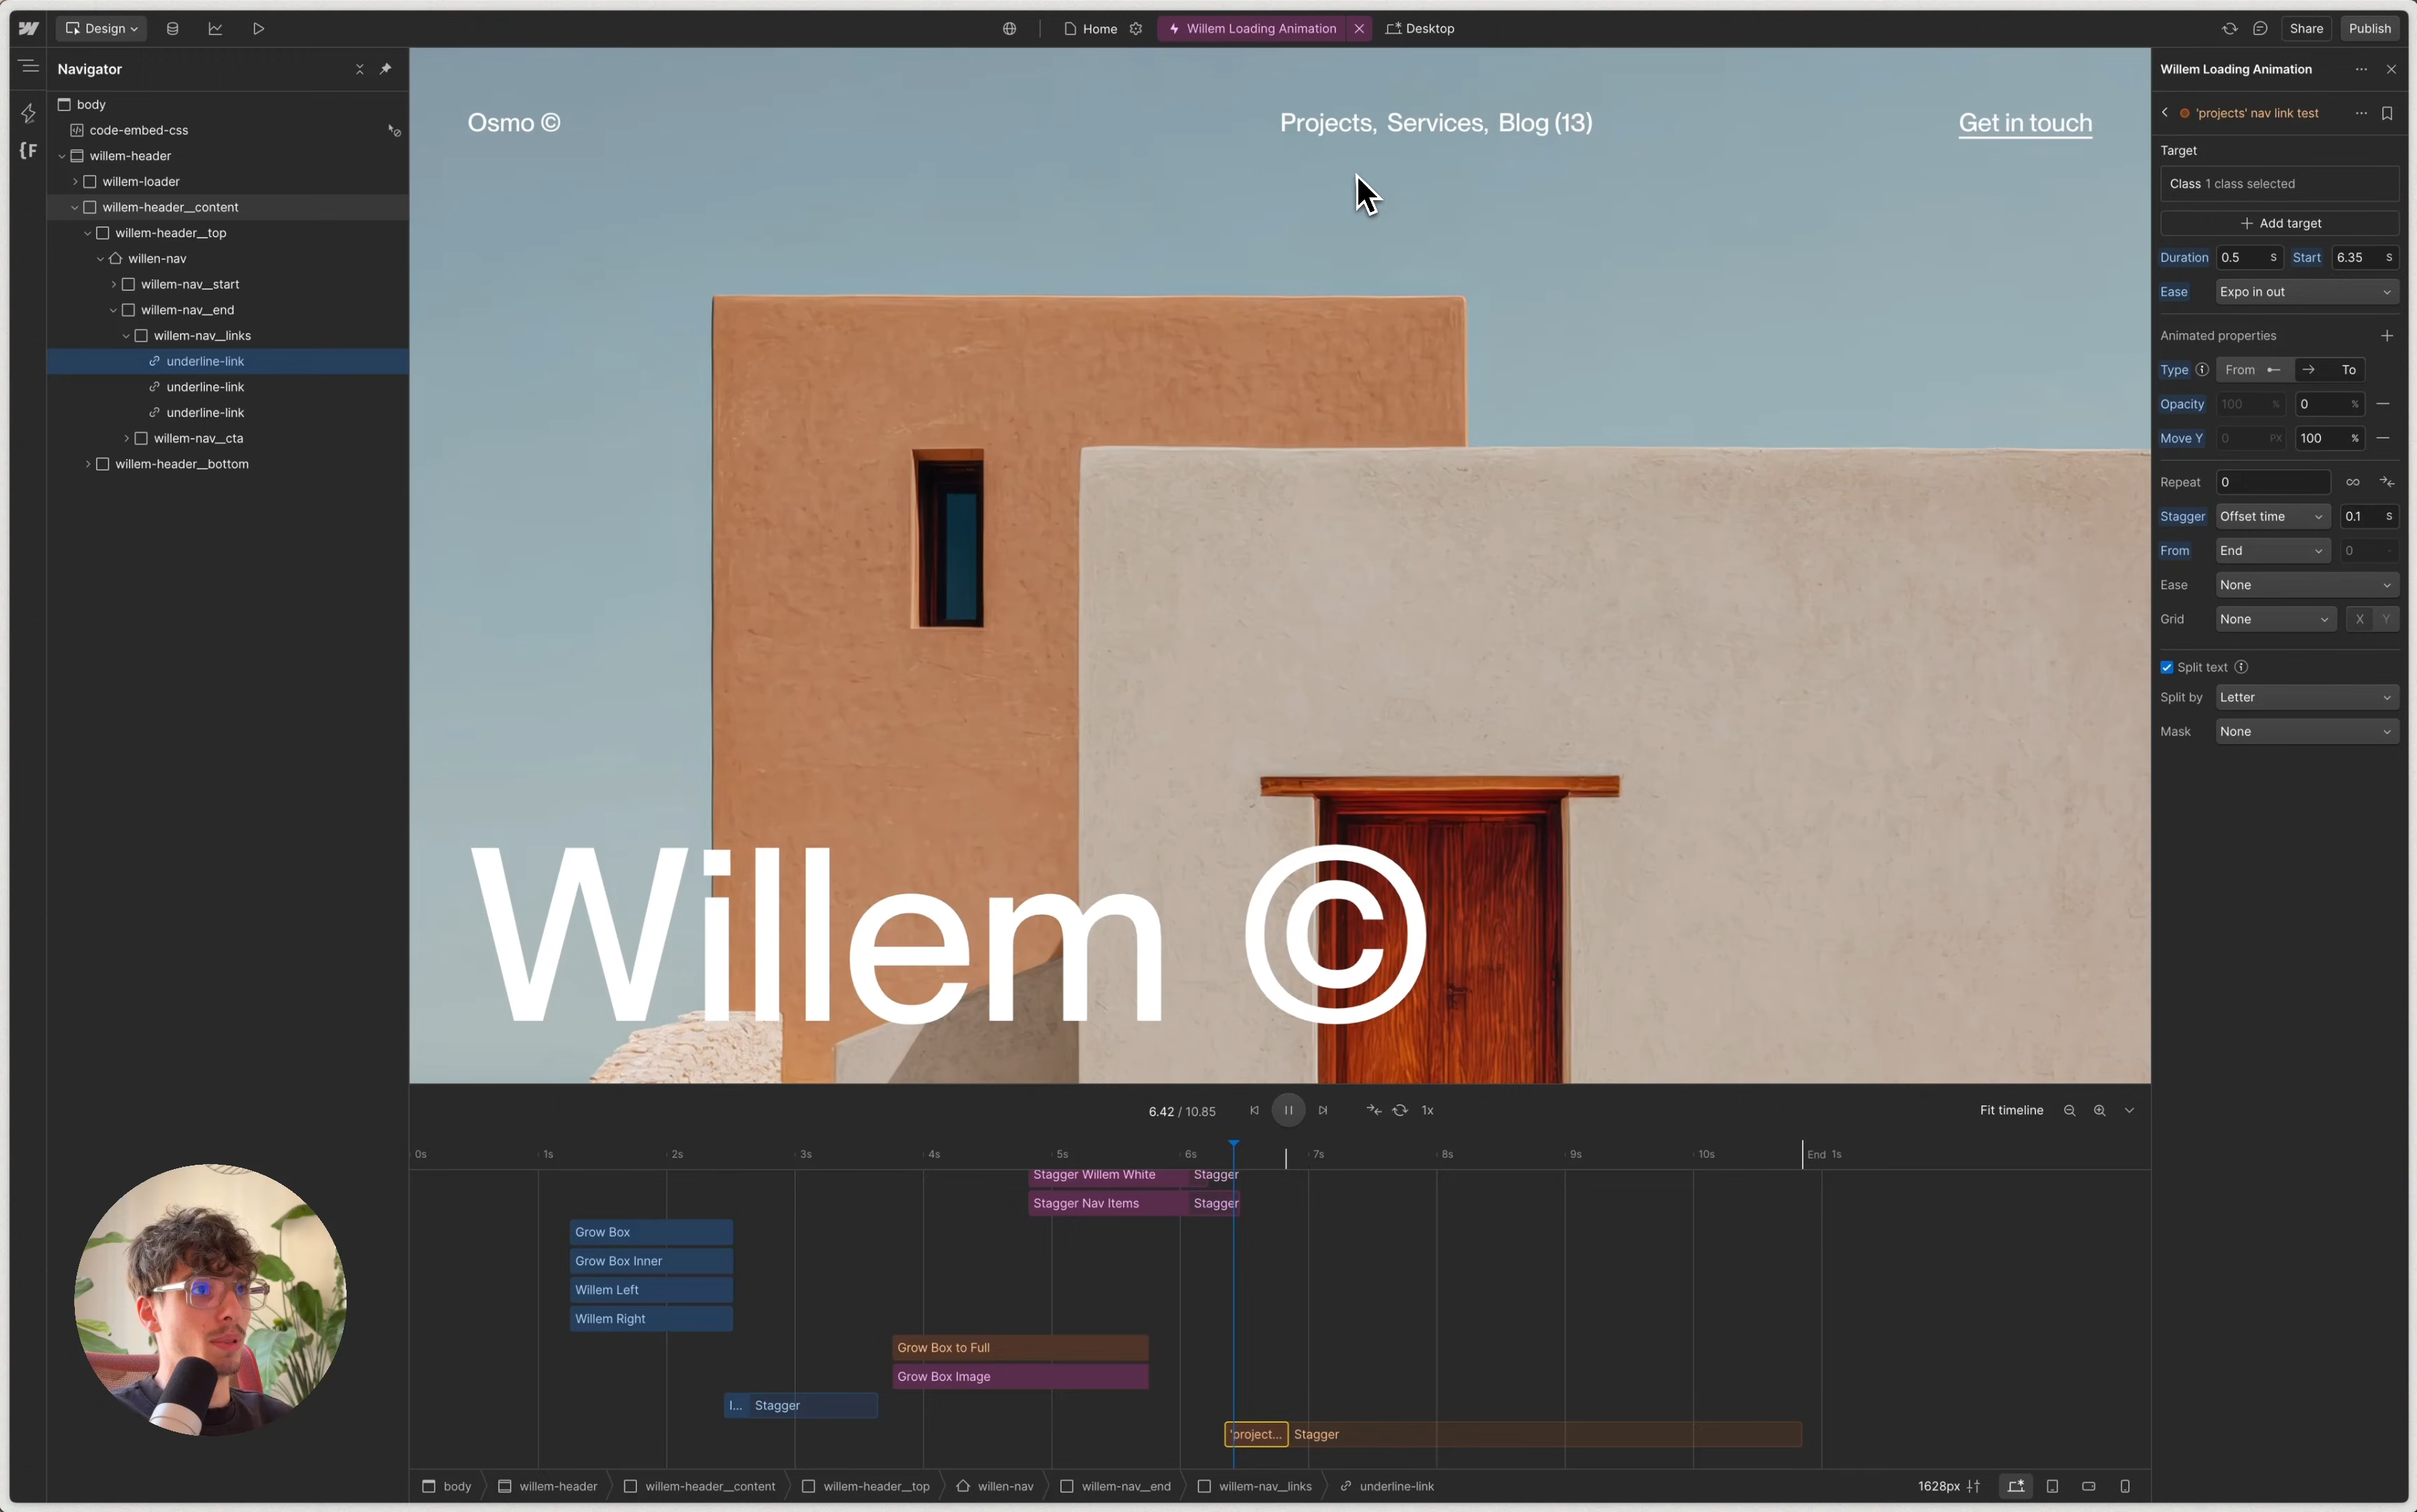 Design
Home
Willem Loading Animation
Desktop
Share
Publish
Navigator
body
code-embed-css
willem-header
willem-loader
willem-header__content
willem-header__top
willen-nav
willem-nav__start
willem-nav__end
willem-nav__links
underline-link
underline-link
underline-link
willem-nav__cta
willem-header__bottom
Osmo ©
Projects, Services, Blog (13)
Get in touch
Willem ©
Willem Loading Animation
'projects' nav link test
Target
Class 1 class selected
Add target
Duration 0.5 S Start 6.35 S
Ease Expo in out
Animated properties
Type From To
Opacity 100 % 0 %
Move Y 0 PX 100 %
Repeat 0
Stagger Offset time 0.1 S
From End 0
Ease None
Grid None X Y
Split text
Split by Letter
Mask None
6.42 / 10.85
1x
Fit timeline
0s 1s 2s 3s 4s 5s 6s 7s 8s 9s 10s End 1s
Stagger Willem White Stagger
Stagger Nav Items Stagger
Grow Box
Grow Box Inner
Willem Left
Willem Right
Grow Box to Full
Grow Box Image
I... Stagger
'project... Stagger
body willem-header willem-header__content willem-header__top willen-nav willem-nav__end willem-nav__links underline-link
1628px